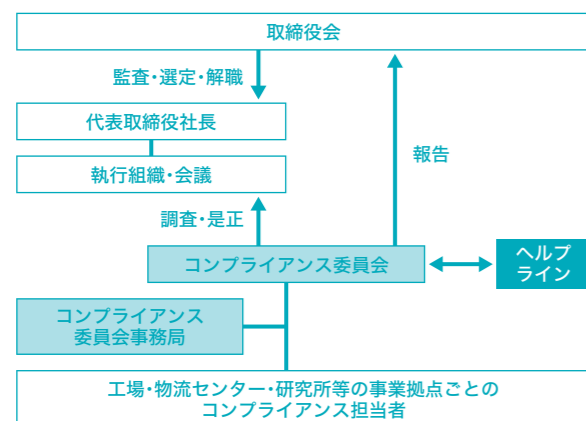 取締役会
監査・選定・解職
代表取締役社長
報告
執行組織・会議
調査・是正
コンプライアンス委員会
ヘルプ
ライン
コンプライアンス
委員会事務局
工場・物流センター・研究所等の事業拠点ごとの
コンプライアンス担当者